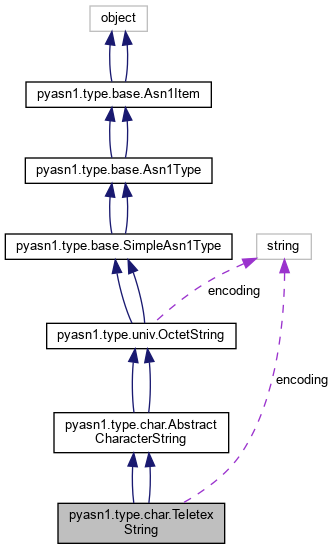 object
pyasn1.type.base.Asn1Item
pyasn1.type.base.Asn1Type
pyasn1.type.base.SimpleAsn1Type
string
encoding
pyasn1.type.univ.OctetString
encoding
pyasn1.type.char.Abstract
CharacterString
pyasn1.type.char.Teletex
String